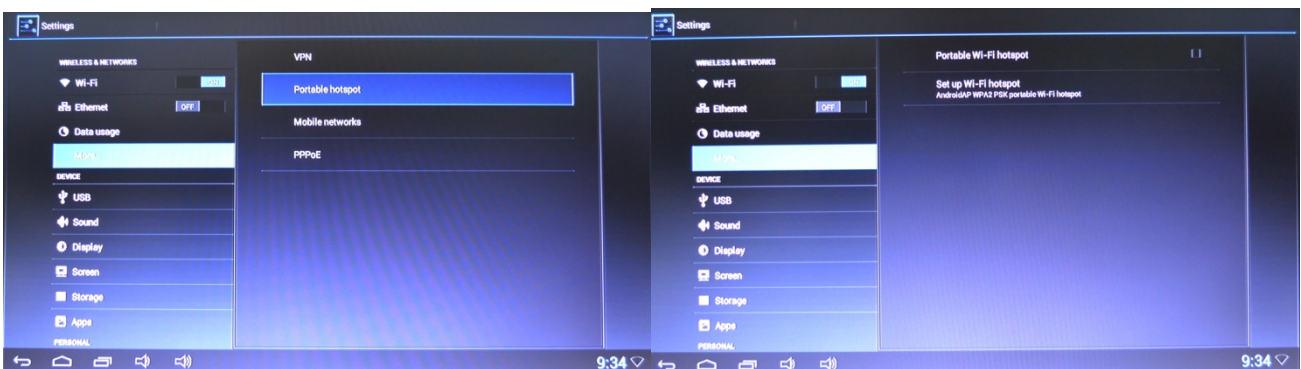 Settings
WIRELESS & NETWORKS
Wi-Fi ON
Ethernet OFF
Data usage
More...
DEVICE
USB
Sound
Display
Screen
Storage
Apps
PERSONAL
VPN
Portable hotspot
Mobile networks
PPPoE
9:34
Settings
WIRELESS & NETWORKS
Wi-Fi
Ethernet OFF
Data usage
More...
DEVICE
USB
Sound
Display
Screen
Storage
Apps
PERSONAL
Portable Wi-Fi hotspot
Set up Wi-Fi hotspot
AndroidAP WPA2 PSK portable Wi-Fi hotspot
9:34